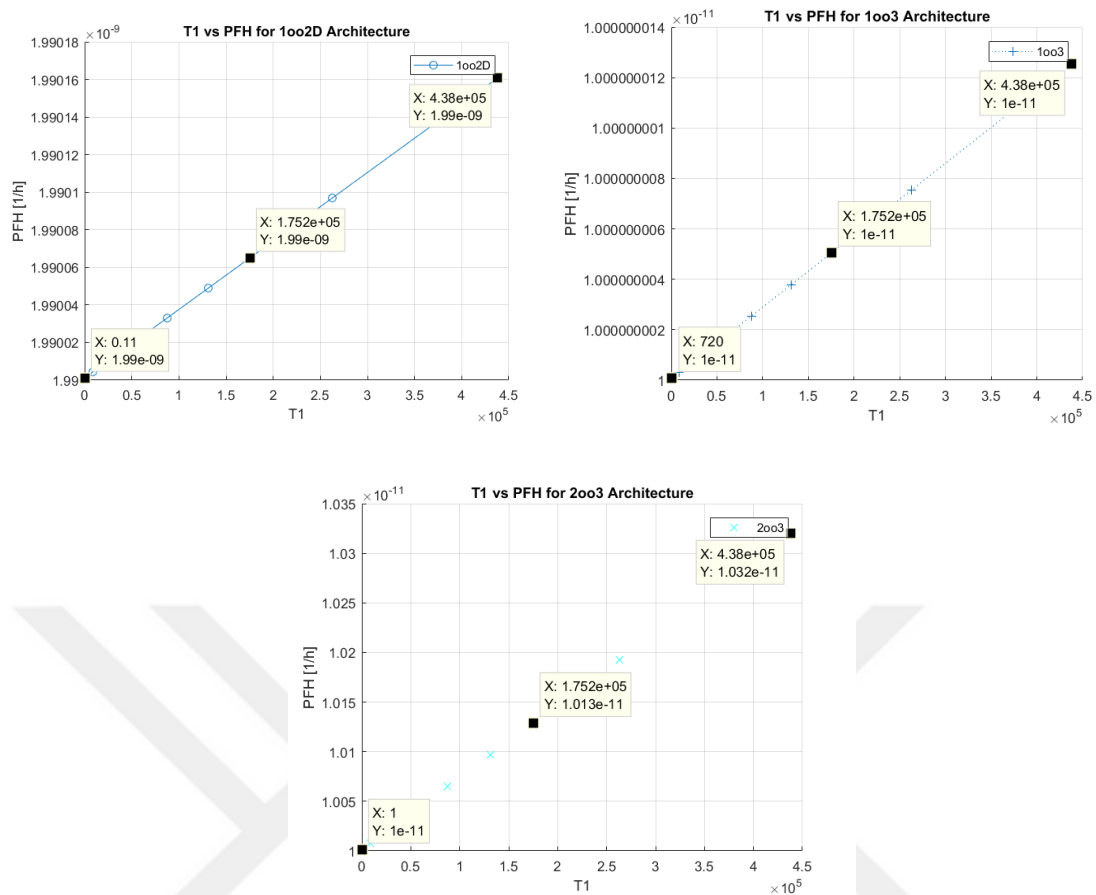 × 10-9
T1 vs PFH for 1oo2D Architecture
1oo2D
1.99018
1.99016
1.99014
1.99012
1.9901
1.99008
1.99006
1.99004
1.99002
1.99
PFH [1/h]
X: 4.38e+05
Y: 1.99e-09
X: 1.752e+05
Y: 1.99e-09
X: 0.11
Y: 1.99e-09
0 0.5 1 1.5 2 2.5 3 3.5 4 4.5
T1
× 105
× 10-11
T1 vs PFH for 1oo3 Architecture
1oo3
1.000000014
1.000000012
1.00000001
1.000000008
1.000000006
1.000000004
1.000000002
1
PFH [1/h]
X: 4.38e+05
Y: 1e-11
X: 1.752e+05
Y: 1e-11
X: 720
Y: 1e-11
0 0.5 1 1.5 2 2.5 3 3.5 4 4.5
T1
× 105
× 10-11
T1 vs PFH for 2oo3 Architecture
2oo3
1.035
1.03
1.025
1.02
1.015
1.01
1.005
1
PFH [1/h]
X: 4.38e+05
Y: 1.032e-11
X: 1.752e+05
Y: 1.013e-11
X: 1
Y: 1e-11
0 0.5 1 1.5 2 2.5 3 3.5 4 4.5
T1
× 105